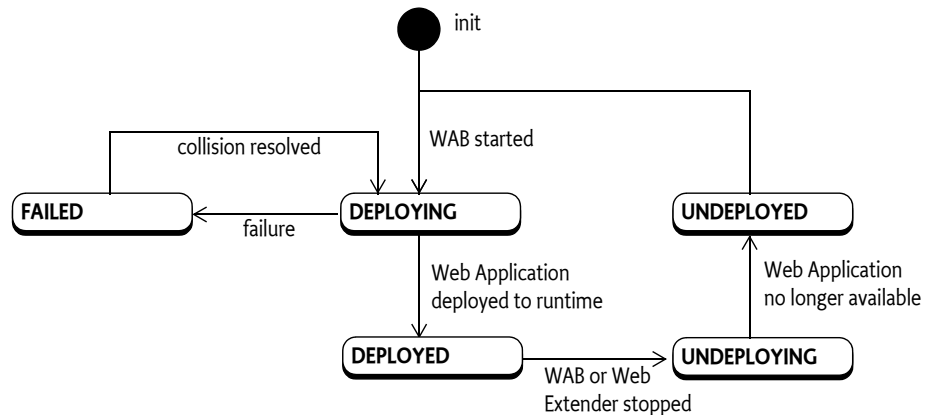 init
WAB started
collision resolved
FAILED
DEPLOYING
UNDEPLOYED
failure
Web Application
deployed to runtime
Web Application
no longer available
DEPLOYED
UNDEPLOYING
WAB or Web
Extender stopped